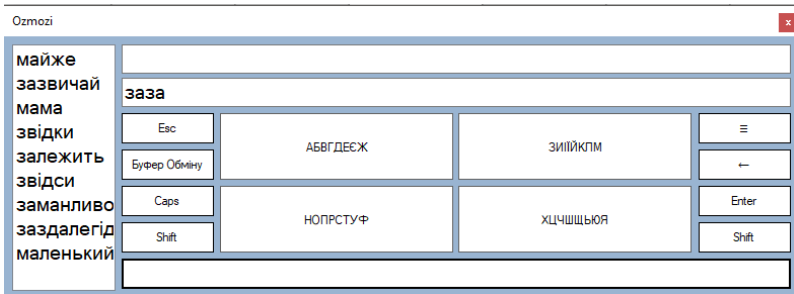 Ozmozi
x
майже
зазвичай
мама
звідки
залежить
звідси
заманливо
заздалегід
маленький
заза
Esc
АБВГДЕЄЖ
ЗИІЇЙКЛМ
≡
Буфер Обміну
←
Caps
НОПРСТУФ
ХЦЧШЩЬЮЯ
Enter
Shift
Shift